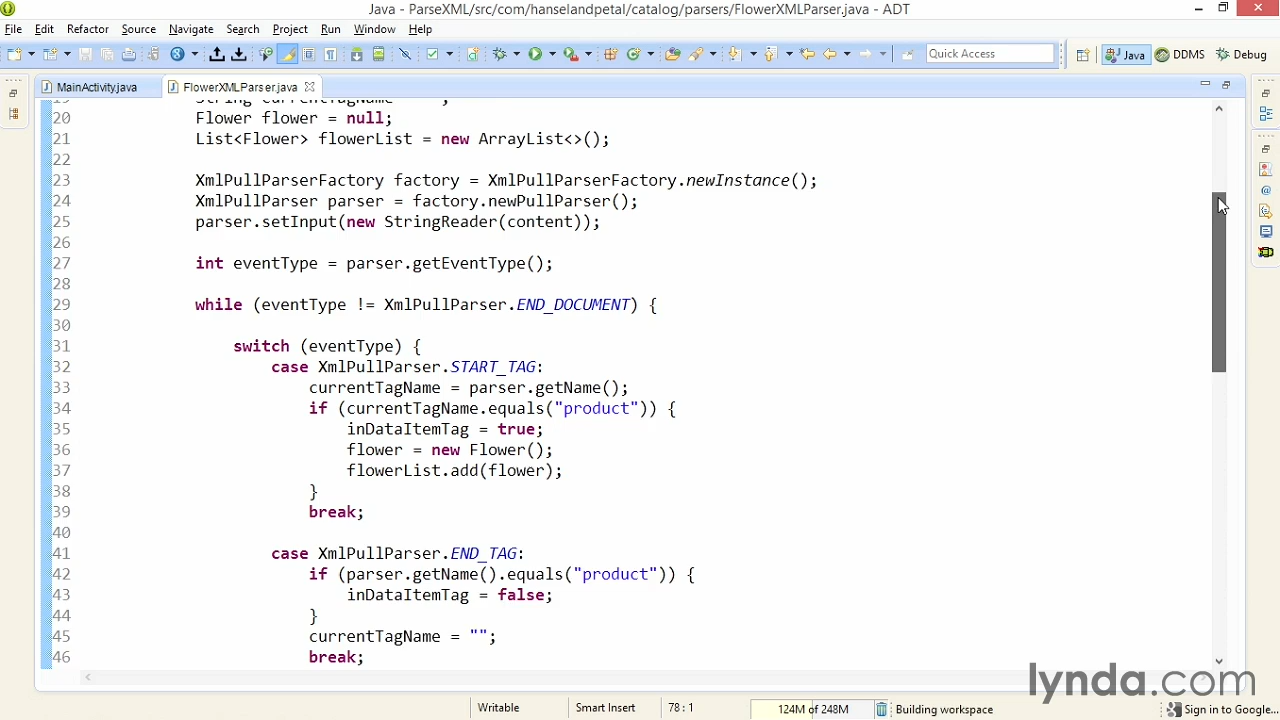 Java - ParseXML/src/com/hanselandpetal/catalog/parsers/FlowerXMLParser.java - ADT
File Edit Refactor Source Navigate Search Project Run Window Help
Quick Access Java DDMS Debug
MainActivity.java FlowerXMLParser.java
19 String currentTagName
20 Flower flower = null;
21 List<Flower> flowerList = new ArrayList<>();
22
23 XmlPullParserFactory factory = XmlPullParserFactory.newInstance();
24 XmlPullParser parser = factory.newPullParser();
25 parser.setInput(new StringReader(content));
26
27 int eventType = parser.getEventType();
28
29 while (eventType != XmlPullParser.END_DOCUMENT) {
30
31 switch (eventType) {
32 case XmlPullParser.START_TAG:
33 currentTagName = parser.getName();
34 if (currentTagName.equals("product")) {
35 inDataItemTag = true;
36 flower = new Flower();
37 flowerList.add(flower);
38 }
39 break;
40
41 case XmlPullParser.END_TAG:
42 if (parser.getName().equals("product")) {
43 inDataItemTag = false;
44 }
45 currentTagName = "";
46 break;
lynda.com
Writable Smart Insert 78 : 1 124M of 248M Building workspace Sign in to Google...